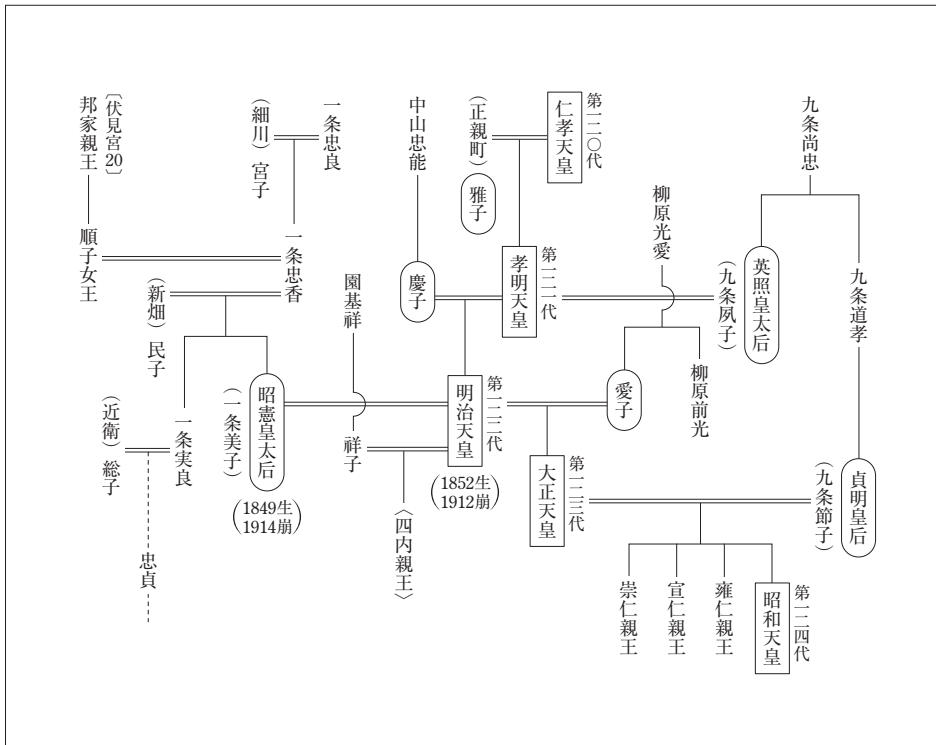 九条尚忠
九条道孝
貞明皇后
(九条節子)
英照皇太后
(九条夙子)
柳原光愛
柳原前光
愛子
第一二〇代
仁孝天皇
(正親町)
雅子
第一二一代
孝明天皇
第一二二代
明治天皇
(1852生
1912崩)
第一二三代
大正天皇
第一二四代
昭和天皇
雍仁親王
宣仁親王
崇仁親王
中山忠能
慶子
園基祥
祥子
〈四内親王〉
一条忠良
(細川) 宮子
一条忠香
〔伏見宮20〕
邦家親王
順子女王
(新畑) 民子
昭憲皇太后
(一条美子)
(1849生
1914崩)
一条実良
(近衛) 総子
忠貞